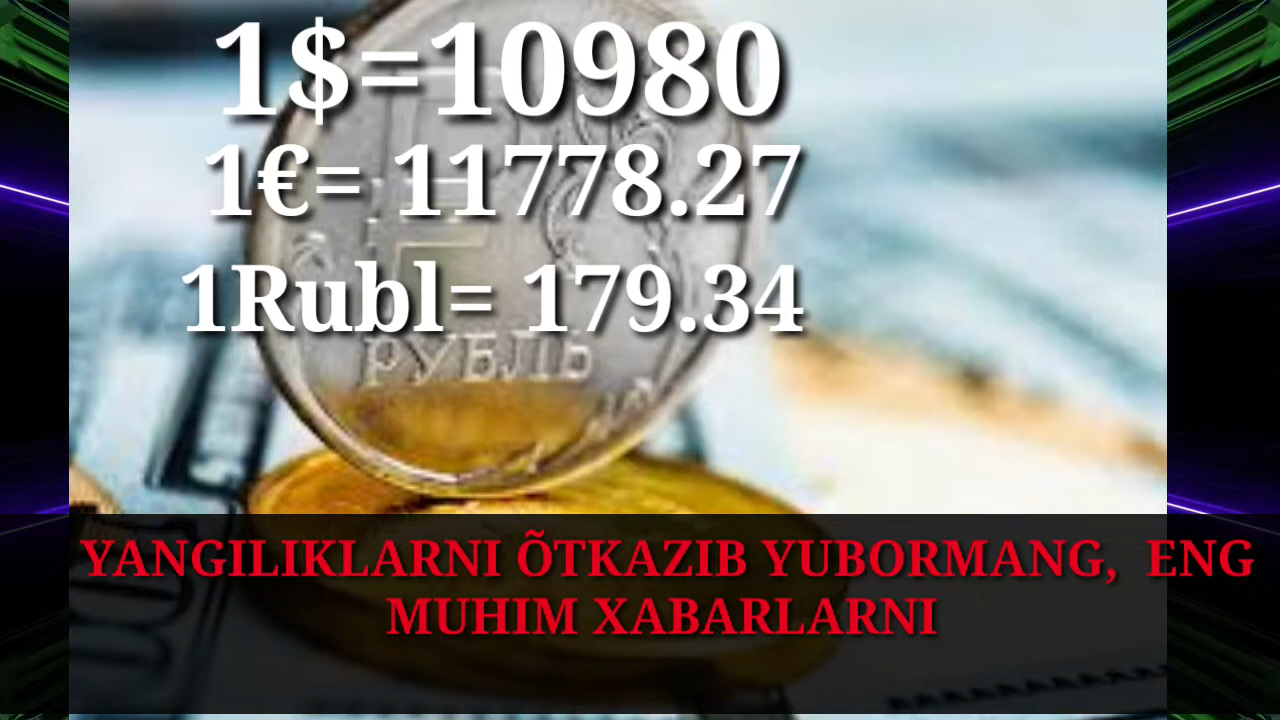 1$=10980
1€= 11778.27
1Rubl= 179.34
РУБЛЬ
YANGILIKLARNI ÕTKAZIB YUBORMANG, ENG
MUHIM XABARLARNI